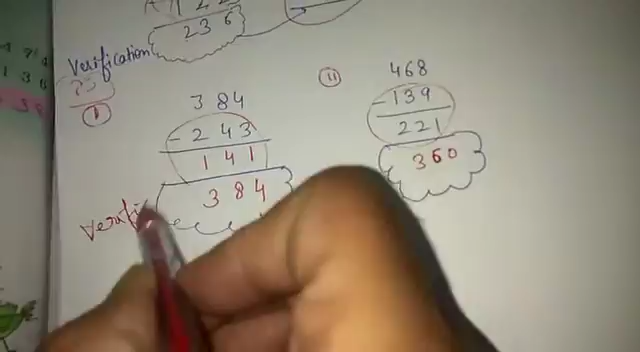 236
Verification
I
384
- 243
141
384
Verifi
II
468
- 139
221
360